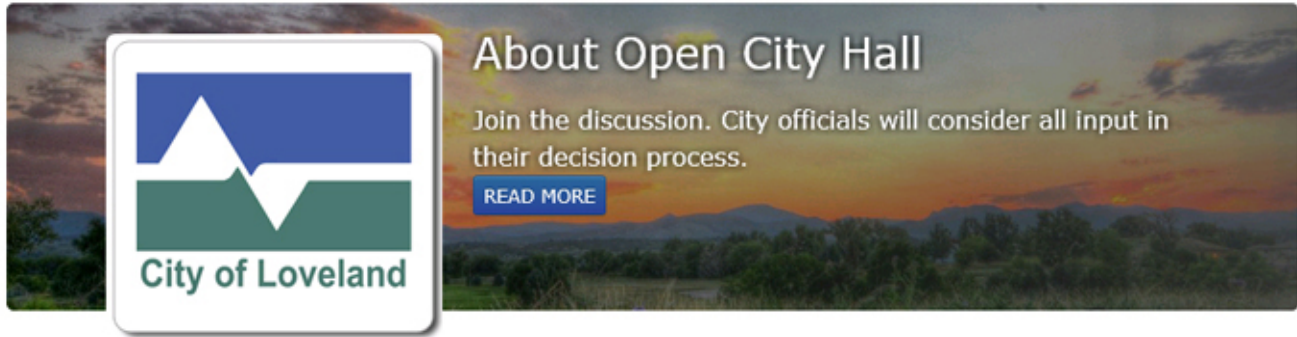 About Open City Hall
Join the discussion. City officials will consider all input in
their decision process.
READ MORE
City of Loveland